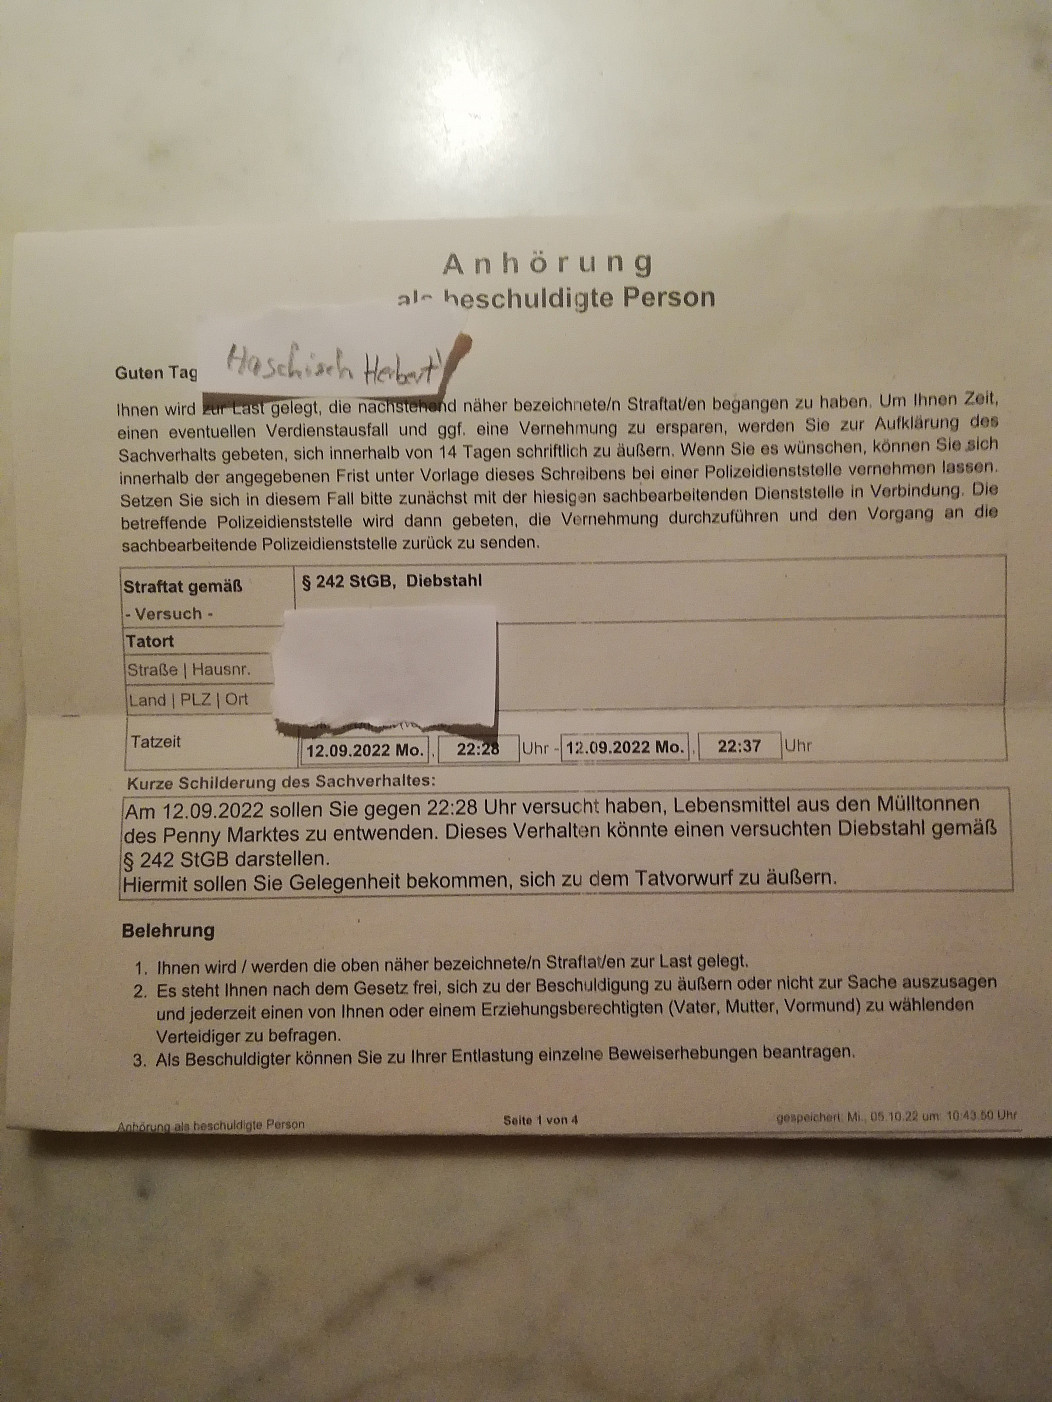 Anhörung
als beschuldigte Person
Guten Tag Haschisch Herbert
Ihnen wird zur Last gelegt, die nachstehend näher bezeichnete/n Straftat/en begangen zu haben. Um Ihnen Zeit,
einen eventuellen Verdienstausfall und ggf. eine Vernehmung zu ersparen, werden Sie zur Aufklärung des
Sachverhalts gebeten, sich innerhalb von 14 Tagen schriftlich zu äußern. Wenn Sie es wünschen, können Sie sich
innerhalb der angegebenen Frist unter Vorlage dieses Schreibens bei einer Polizeidienststelle vernehmen lassen.
Setzen Sie sich in diesem Fall bitte zunächst mit der hiesigen sachbearbeitenden Dienststelle in Verbindung. Die
betreffende Polizeidienststelle wird dann gebeten, die Vernehmung durchzuführen und den Vorgang an die
sachbearbeitende Polizeidienststelle zurück zu senden.
Straftat gemäß § 242 StGB, Diebstahl
- Versuch -
Tatort
Straße | Hausnr.
Land | PLZ | Ort
Tatzeit 12.09.2022 Mo., 22:28 Uhr - 12.09.2022 Mo., 22:37 Uhr
Kurze Schilderung des Sachverhaltes:
Am 12.09.2022 sollen Sie gegen 22:28 Uhr versucht haben, Lebensmittel aus den Mülltonnen
des Penny Marktes zu entwenden. Dieses Verhalten könnte einen versuchten Diebstahl gemäß
§ 242 StGB darstellen.
Hiermit sollen Sie Gelegenheit bekommen, sich zu dem Tatvorwurf zu äußern.
Belehrung
1. Ihnen wird / werden die oben näher bezeichnete/n Straftat/en zur Last gelegt.
2. Es steht Ihnen nach dem Gesetz frei, sich zu der Beschuldigung zu äußern oder nicht zur Sache auszusagen
und jederzeit einen von Ihnen oder einem Erziehungsberechtigten (Vater, Mutter, Vormund) zu wählenden
Verteidiger zu befragen.
3. Als Beschuldigter können Sie zu Ihrer Entlastung einzelne Beweiserhebungen beantragen.
Anhörung als beschuldigte Person Seite 1 von 4 gespeichert: Mi., 05.10.22 um: 10:43:50 Uhr